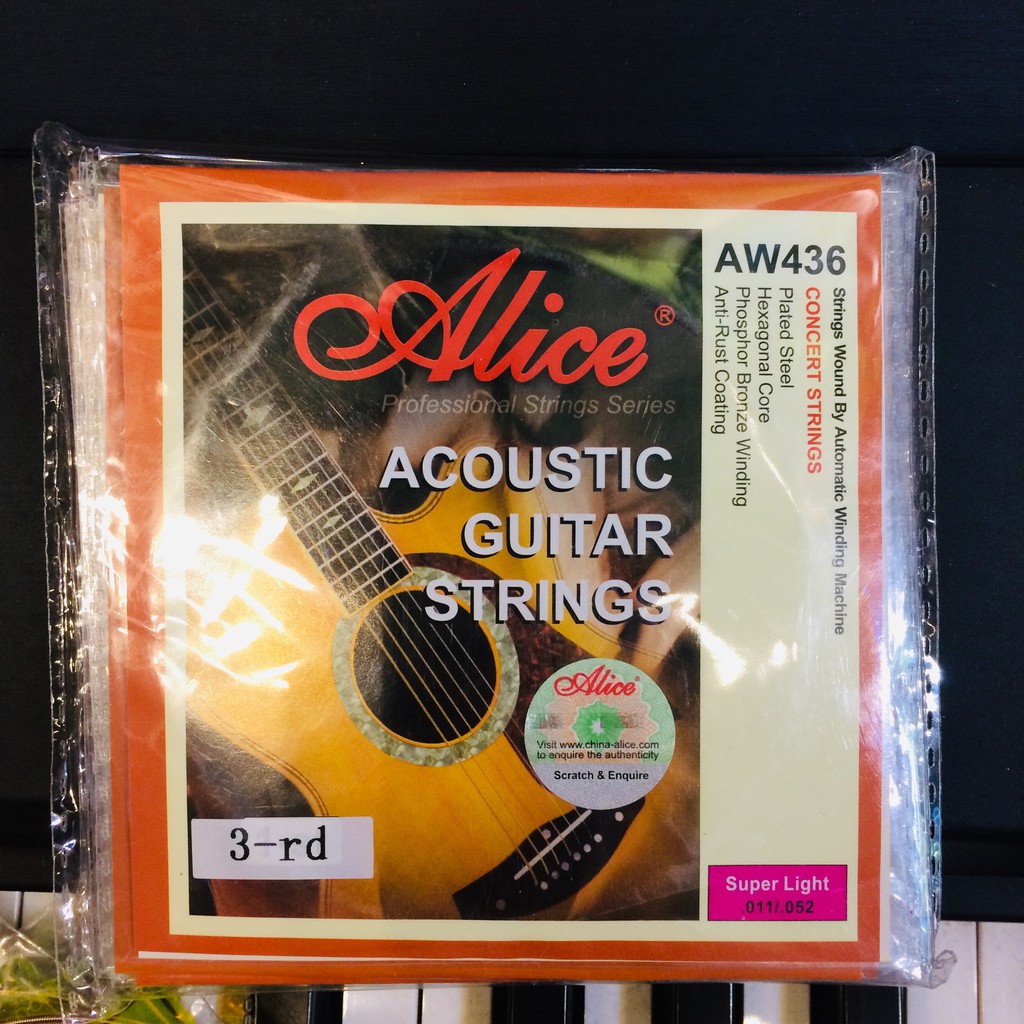 Alice®
Professional Strings Series
ACOUSTIC
GUITAR
STRINGS
AW436
Strings Wound By Automatic Winding Machine
CONCERT STRINGS
Plated Steel
Hexagonal Core
Phosphor Bronze Winding
Anti-Rust Coating
Alice®
Visit www.china-alice.com
to enquire the authenticity
Scratch & Enquire
3-rd
Super Light
.011/.052